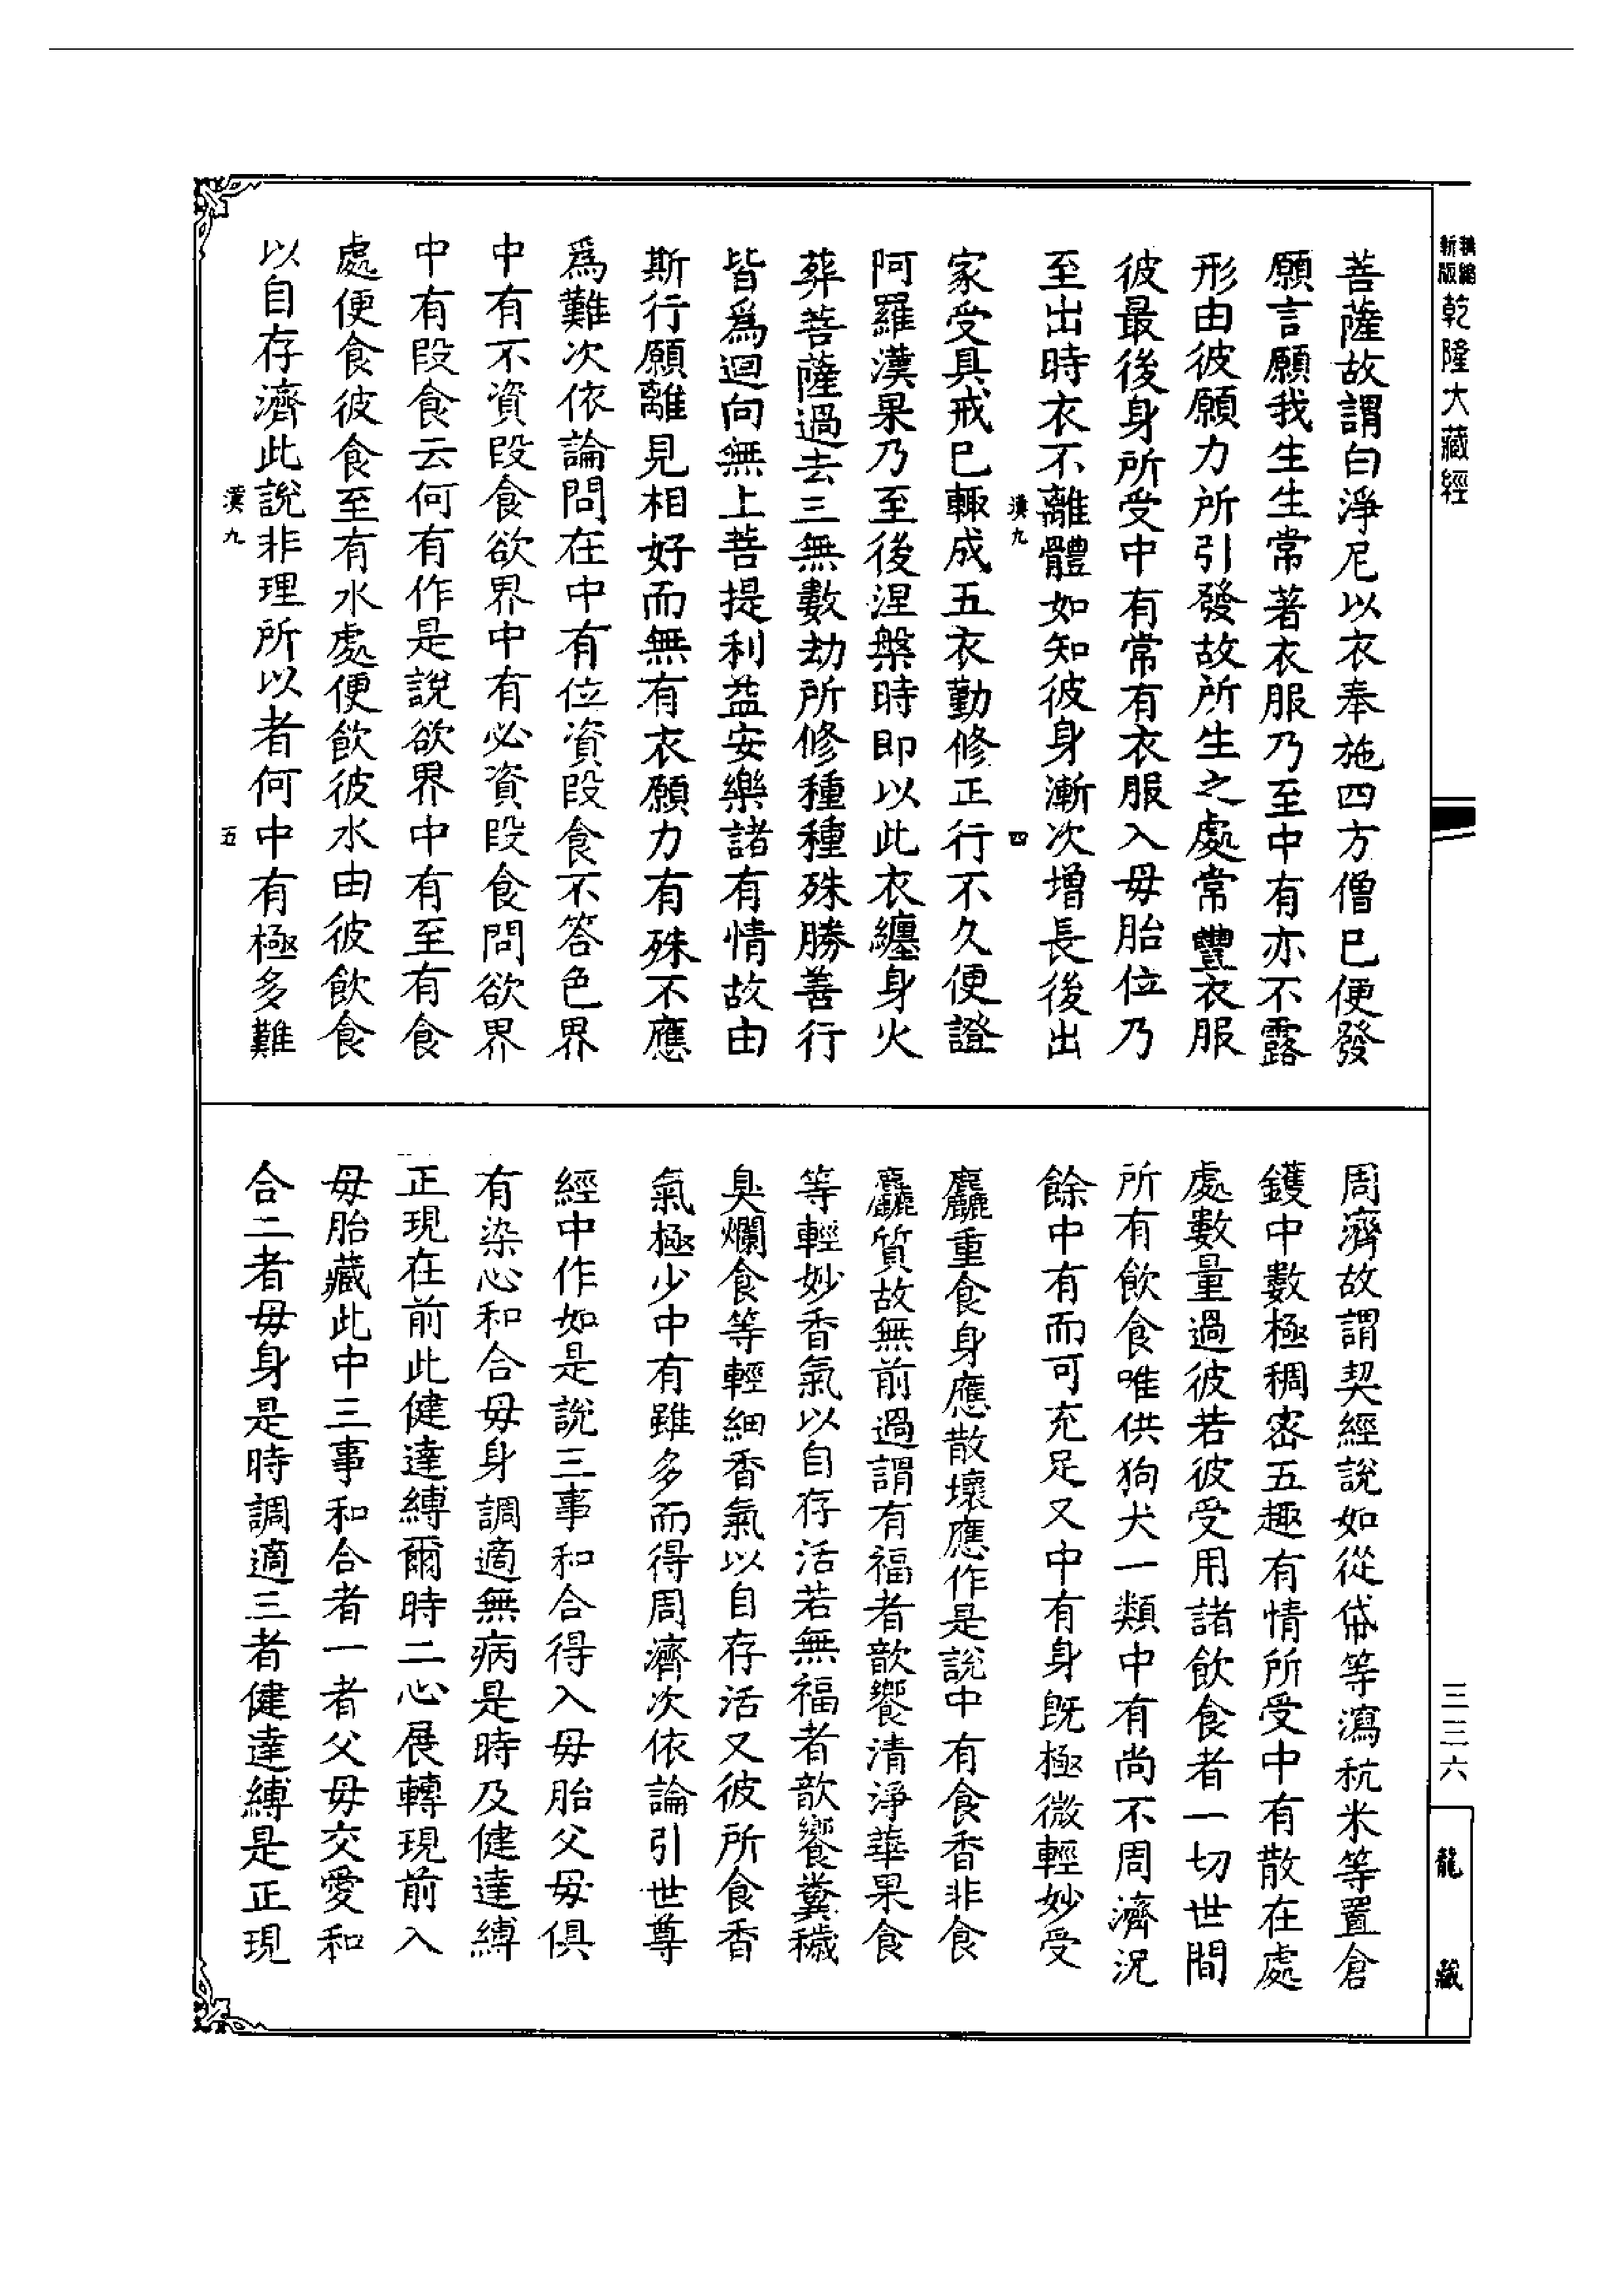 精縮新版乾隆大藏經
菩薩故謂白淨尼以衣奉施四方僧已便發
願言願我生生常著衣服乃至中有亦不露
形由彼願力所引發故所生之處常豐衣服
彼最後身所受中有常有衣服入毋胎位乃
至出時衣不離體如知彼身漸次增長後出
漢九 四
家受具戒已輙成五衣勤修正行不久便證
阿羅漢果乃至後涅槃時即以此衣纏身火
葬菩薩過去三無數劫所修種種殊勝善行
皆爲迴向無上菩提利益安樂諸有情故由
斯行願離見相好而無有衣願力有殊不應
爲難次依論問在中有位資段食不答色界
中有不資段食欲界中有必資段食問欲界
中有段食云何有作是說欲界中有至有食
處便食彼食至有水處便飲彼水由彼飲食
以自存濟此說非理所以者何中有極多難
漢九 五
周濟故謂契經說如從帒等瀉秔米等置倉
鑊中數極稠密五趣有情所受中有散在處
處數量過彼若彼受用諸飲食者一切世間
所有飲食唯供狗犬一類中有尚不周濟況
餘中有而可充足又中有身既極微輕妙受
麤重食身應散壞應作是說中有食香非食
麤質故無前過謂有福者歆饗清淨華果食
等輕妙香氣以自存活若無福者歆饗糞穢
臭爛食等輕細香氣以自存活又彼所食香
氣極少中有雖多而得周濟次依論引世尊
經中作如是說三事和合得入毋胎父毋俱
有染心和合毋身調適無病是時及健達縛
正現在前此健達縛爾時二心展轉現前入
毋胎藏此中三事和合者一者父毋交愛和
合二者毋身是時調適三者健達縛是正現
三三六
龍藏